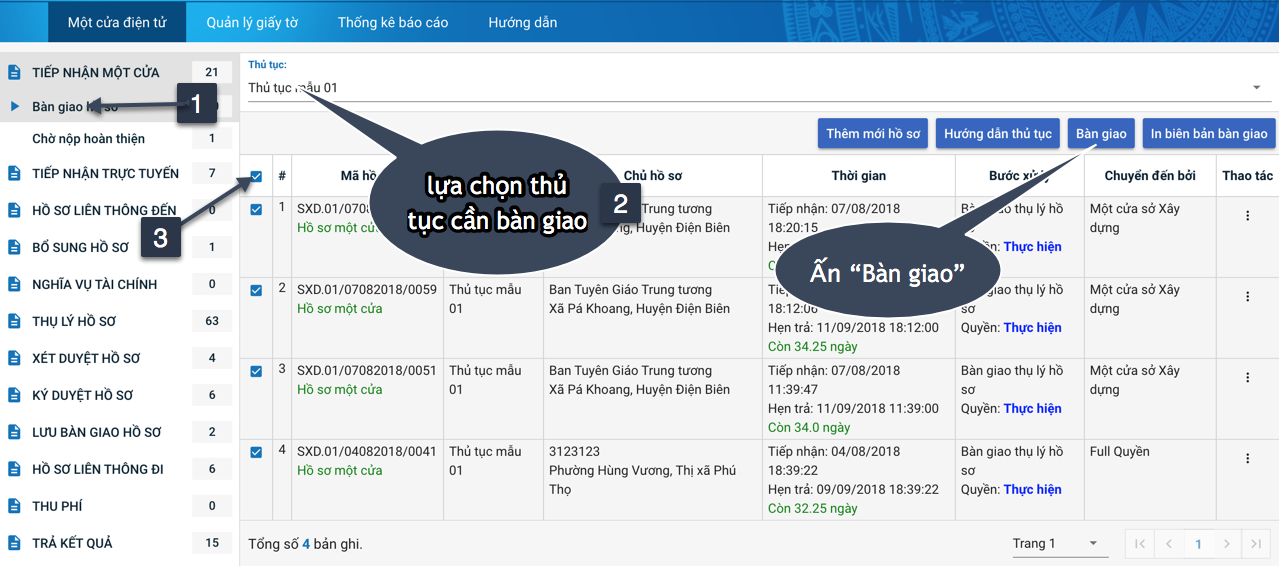 Một cửa điện tử
Quản lý giấy tờ
Thống kê báo cáo
Hướng dẫn
TIẾP NHẬN MỘT CỬA 21
Bàn giao hồ sơ
1
Chờ nộp hoàn thiện 1
TIẾP NHẬN TRỰC TUYẾN 7
HỒ SƠ LIÊN THÔNG ĐẾN 0
3
BỔ SUNG HỒ SƠ 1
NGHĨA VỤ TÀI CHÍNH 0
THỤ LÝ HỒ SƠ 63
XÉT DUYỆT HỒ SƠ 4
KÝ DUYỆT HỒ SƠ 6
LƯU BÀN GIAO HỒ SƠ 2
HỒ SƠ LIÊN THÔNG ĐI 6
THU PHÍ 0
TRẢ KẾT QUẢ 15
Thủ tục:
Thủ tục mẫu 01
Thêm mới hồ sơ
Hướng dẫn thủ tục
Bàn giao
In biên bản bàn giao
lựa chọn thủ
tục cần bàn giao
2
Ấn “Bàn giao”
# Mã hồ Chủ hồ sơ Thời gian Bước xử lý Chuyển đến bởi Thao tác
1
SXD.01/070
Hồ sơ một cửa
Trung tương
Huyện Điện Biên
Tiếp nhận: 07/08/2018
18:20:15
Hẹn
Bàn giao thụ lý hồ
Quyền: Thực hiện
Một cửa sở Xây
dựng
2
SXD.01/07082018/0059
Hồ sơ một cửa
Thủ tục mẫu
01
Ban Tuyên Giáo Trung tương
Xã Pá Khoang, Huyện Điện Biên
18:12:06
Hẹn trả: 11/09/2018 18:12:00
Còn 34.25 ngày
giao thụ lý hồ
sơ
Quyền: Thực hiện
Một cửa sở Xây
dựng
3
SXD.01/07082018/0051
Hồ sơ một cửa
Thủ tục mẫu
01
Ban Tuyên Giáo Trung tương
Xã Pá Khoang, Huyện Điện Biên
Tiếp nhận: 07/08/2018
11:39:47
Hẹn trả: 11/09/2018 11:39:00
Còn 34.0 ngày
Bàn giao thụ lý hồ
sơ
Quyền: Thực hiện
Một cửa sở Xây
dựng
4
SXD.01/04082018/0041
Hồ sơ một cửa
Thủ tục mẫu
01
3123123
Phường Hùng Vương, Thị xã Phú
Thọ
Tiếp nhận: 04/08/2018
18:39:22
Hẹn trả: 09/09/2018 18:39:22
Còn 32.25 ngày
Bàn giao thụ lý hồ
sơ
Quyền: Thực hiện
Full Quyền
Tổng số 4 bản ghi.
Trang 1
1